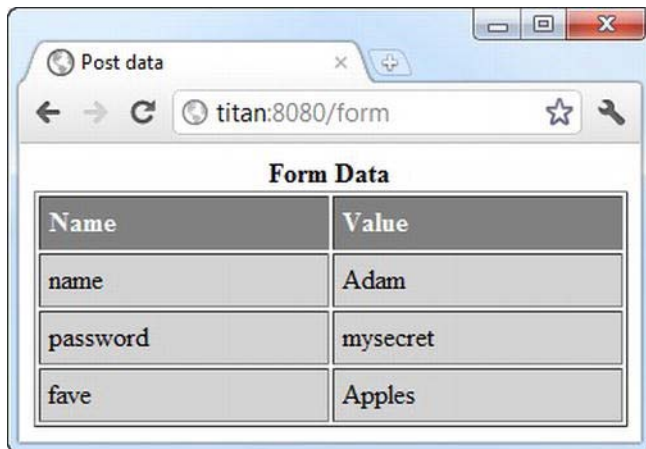 Post data
titan:8080/form
Form Data
Name Value
name Adam
password mysecret
fave Apples